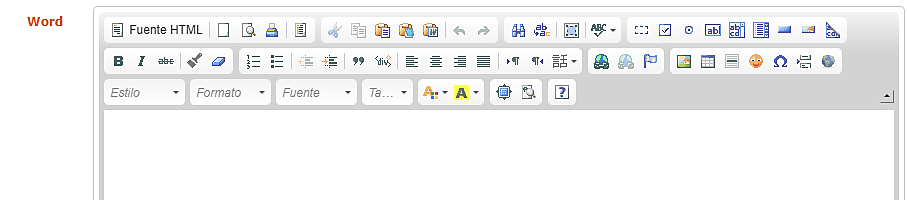 Word
Fuente HTML
Estilo Formato Fuente Ta...